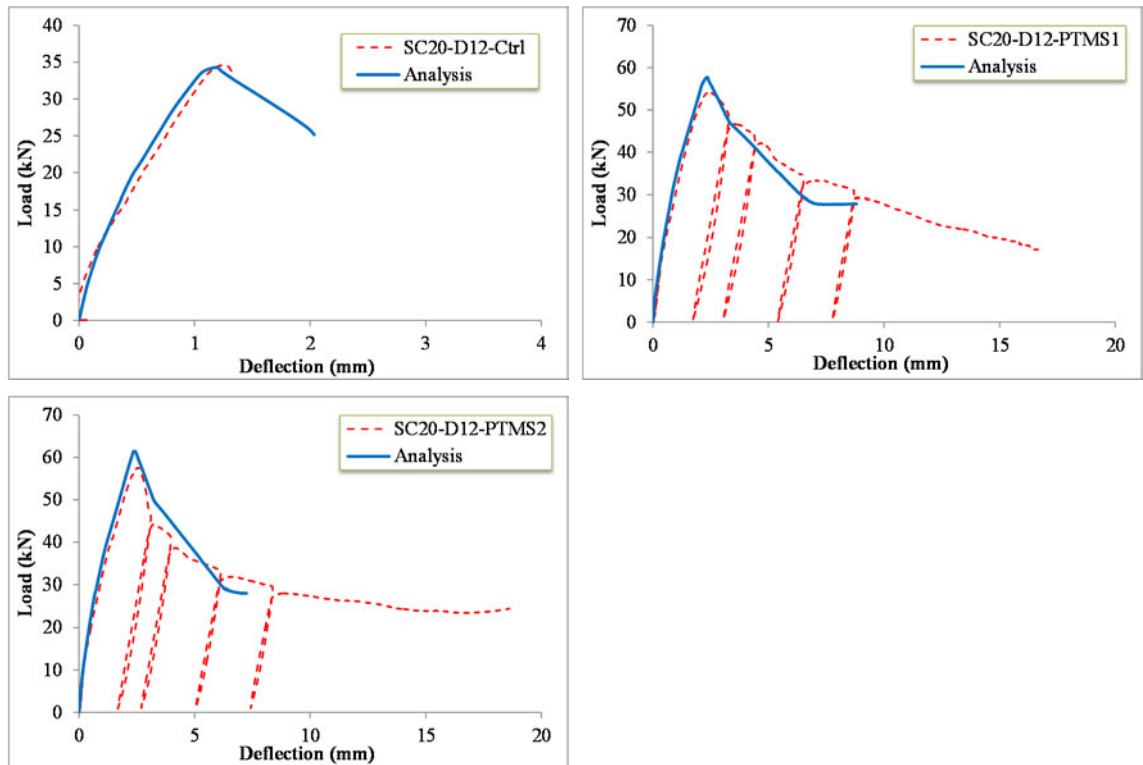 40
35
30
25
20
15
10
5
0
Load (kN)
SC20-D12-Ctrl
Analysis
0 1 2 3 4
Deflection (mm)
70
60
50
40
30
20
10
0
Load (kN)
SC20-D12-PTMS1
Analysis
0 5 10 15 20
Deflection (mm)
70
60
50
40
30
20
10
0
Load (kN)
SC20-D12-PTMS2
Analysis
0 5 10 15 20
Deflection (mm)